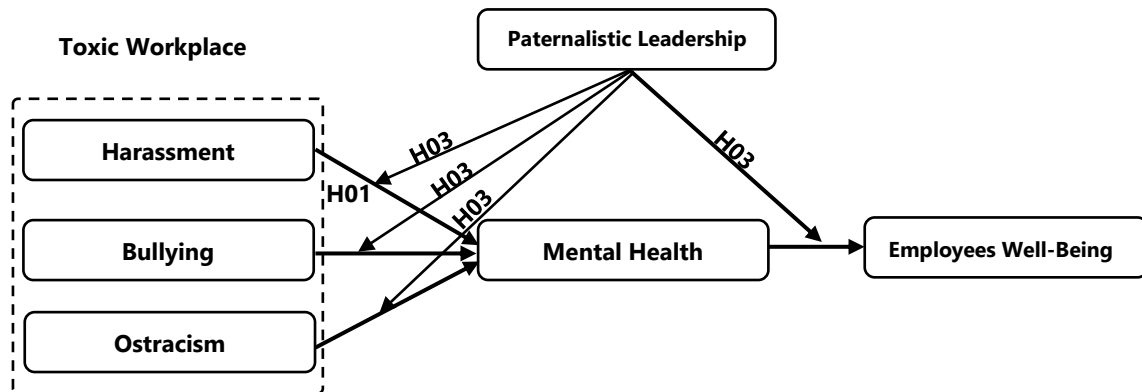 Paternalistic Leadership
Toxic Workplace
Harassment
H03
H03
H03
H03
H01
Bullying
Mental Health
Employees Well-Being
Ostracism